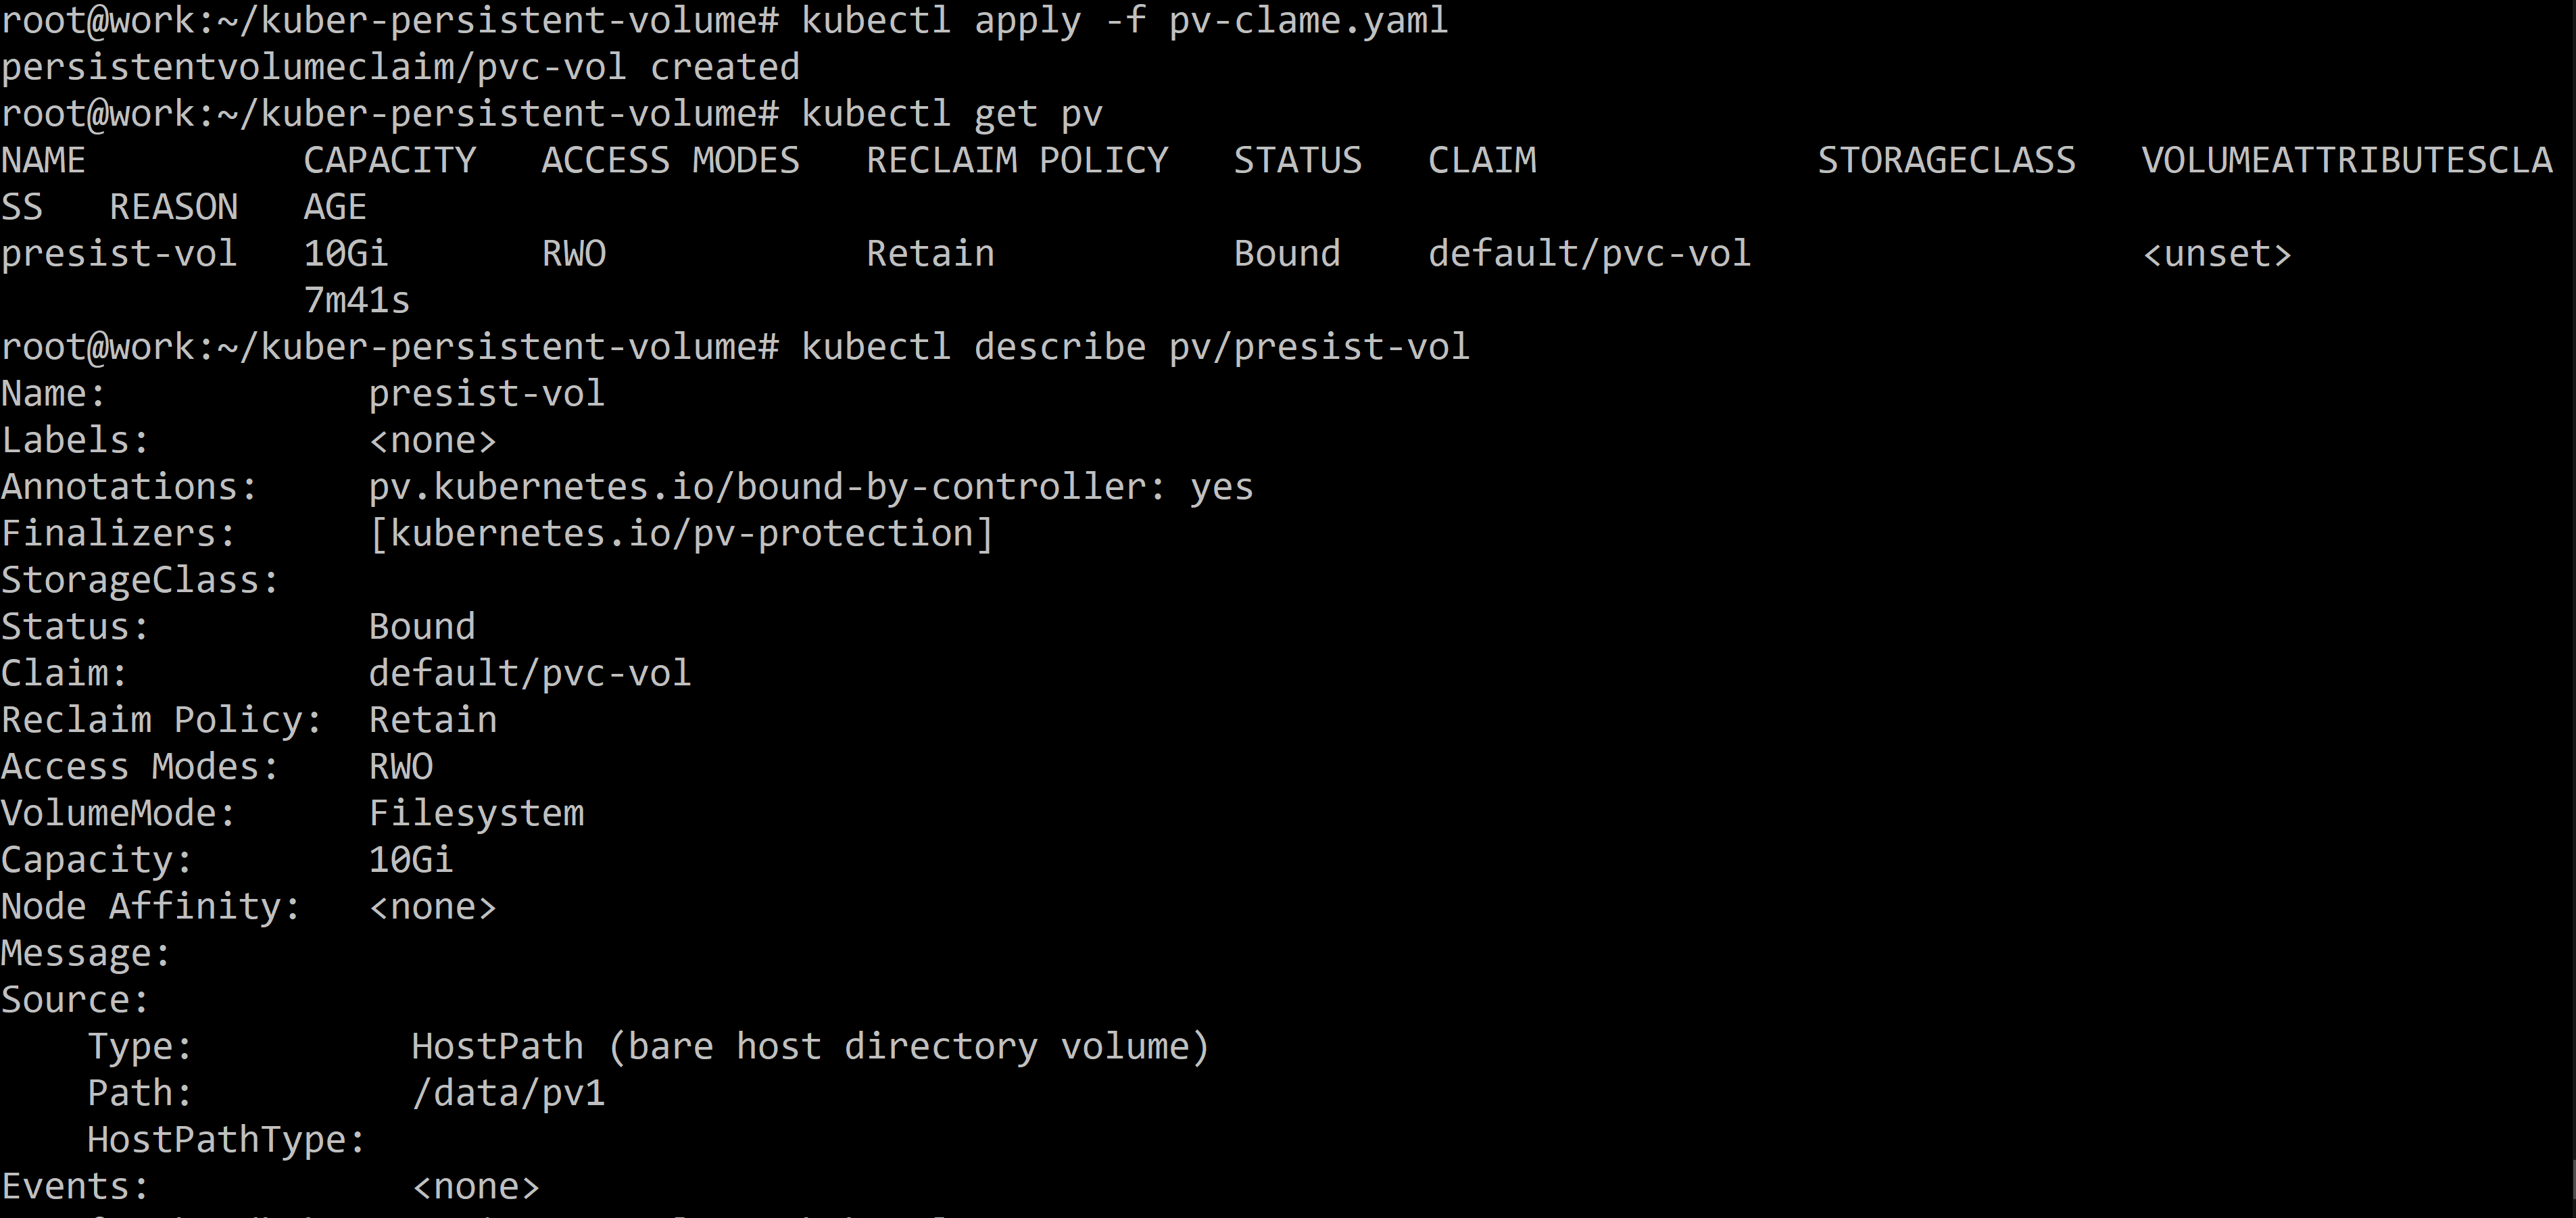 root@work:~/kuber-persistent-volume# kubectl apply -f pv-clame.yaml
persistentvolumeclaim/pvc-vol created
root@work:~/kuber-persistent-volume# kubectl get pv
NAME          CAPACITY   ACCESS MODES   RECLAIM POLICY   STATUS   CLAIM             STORAGECLASS   VOLUMEATTRIBUTESCLA
SS   REASON   AGE
presist-vol   10Gi       RWO            Retain           Bound    default/pvc-vol                  <unset>
              7m41s
root@work:~/kuber-persistent-volume# kubectl describe pv/presist-vol
Name:            presist-vol
Labels:          <none>
Annotations:     pv.kubernetes.io/bound-by-controller: yes
Finalizers:      [kubernetes.io/pv-protection]
StorageClass:
Status:          Bound
Claim:           default/pvc-vol
Reclaim Policy:  Retain
Access Modes:    RWO
VolumeMode:      Filesystem
Capacity:        10Gi
Node Affinity:   <none>
Message:
Source:
    Type:          HostPath (bare host directory volume)
    Path:          /data/pv1
    HostPathType:
Events:            <none>